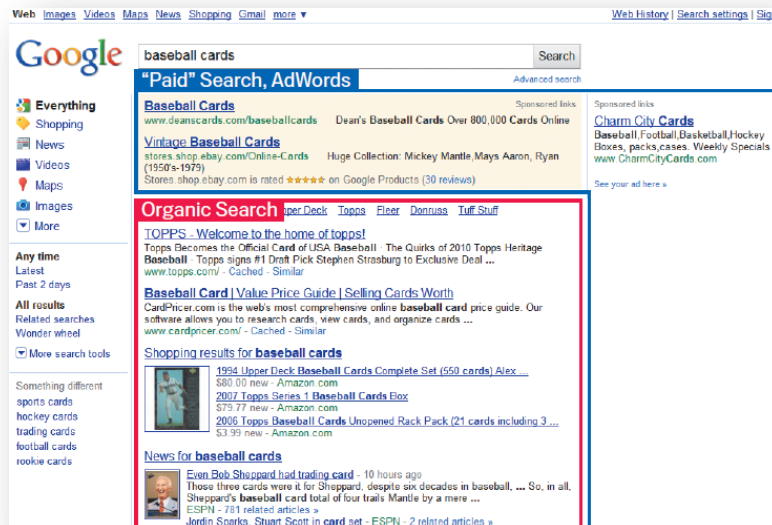 Web Images Videos Maps News Shopping Gmail more ▼
Web History | Search settings | Sig
Google
baseball cards
Search
Advanced search
"Paid" Search, AdWords
Everything
Shopping
News
Videos
Maps
Images
More
Any time
Latest
Past 2 days
All results
Related searches
Wonder wheel
More search tools
Something different
sports cards
hockey cards
trading cards
football cards
rookie cards
Baseball Cards
Sponsored links
www.deanscards.com/baseballcards Dean's Baseball Cards Over 800,000 Cards Online
Vintage Baseball Cards
stores.shop.ebay.com/Online-Cards Huge Collection: Mickey Mantle,Mays Aaron, Ryan
(1950's-1979)
Stores.shop.ebay.com is rated ★★★★★ on Google Products (30 reviews)
Sponsored links
Charm City Cards
Baseball,Football,Basketball,Hockey
Boxes, packs,cases. Weekly Specials
www.CharmCityCards.com
See your ad here »
Organic Search
per Deck Topps Fleer Donruss Tuff Stuff
TOPPS - Welcome to the home of topps!
Topps Becomes the Official Card of USA Baseball · The Quirks of 2010 Topps Heritage
Baseball · Topps signs #1 Draft Pick Stephen Strasburg to Exclusive Deal ...
www.topps.com/ - Cached - Similar
Baseball Card | Value Price Guide | Selling Cards Worth
CardPricer.com is the web's most comprehensive online baseball card price guide. Our
software allows you to research cards, view cards, and organize cards ...
www.cardpricer.com/ - Cached - Similar
Shopping results for baseball cards
1994 Upper Deck Baseball Cards Complete Set (550 cards) Alex ...
$80.00 new - Amazon.com
2007 Topps Series 1 Baseball Cards Box
$79.77 new - Amazon.com
2006 Topps Baseball Cards Unopened Rack Pack (21 cards including 3 ...
$3.99 new - Amazon.com
News for baseball cards
Even Bob Sheppard had trading card - 10 hours ago
Those three cards were it for Sheppard, despite six decades in baseball, ... So, in all,
Sheppard's baseball card total of four trails Mantle by a mere ...
ESPN - 781 related articles »
Jordin Sparks, Stuart Scott in card set - ESPN - 2 related articles »